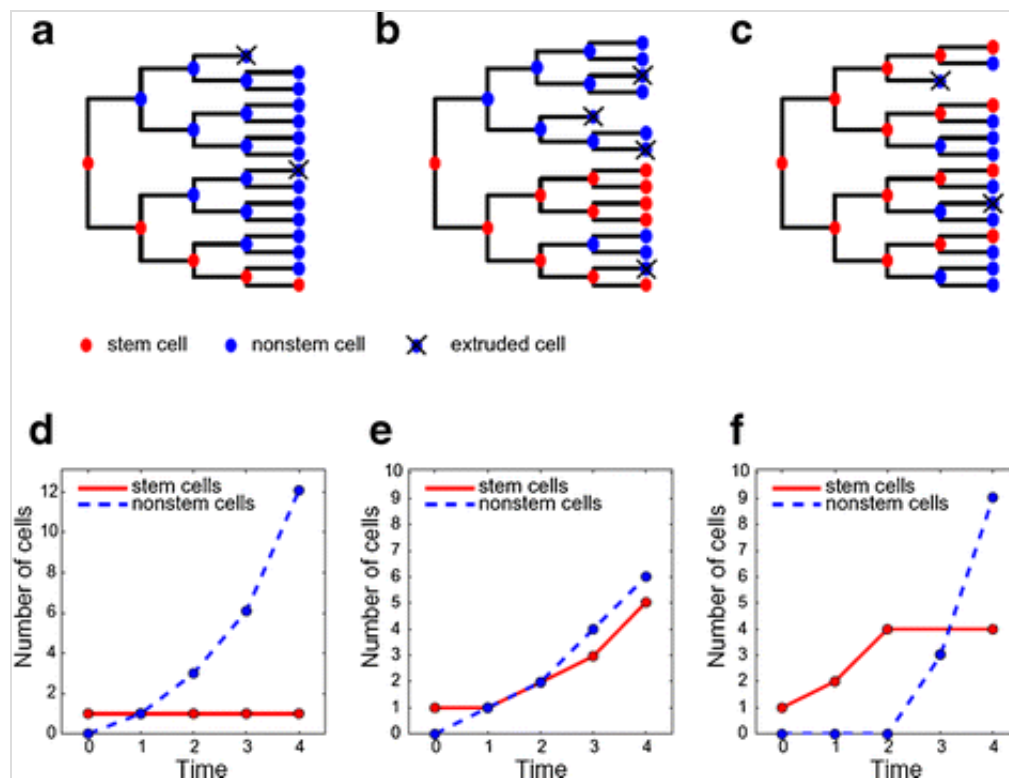 a
b
c
stem cell
nonstem cell
extruded cell
d
12
10
8
6
4
2
0
0
1
2
3
4
Number of cells
Time
stem cells
nonstem cells
e
10
9
8
7
6
5
4
3
2
1
0
0
1
2
3
4
Number of cells
Time
stem cells
nonstem cells
f
10
9
8
7
6
5
4
3
2
1
0
0
1
2
3
4
Number of cells
Time
stem cells
nonstem cells